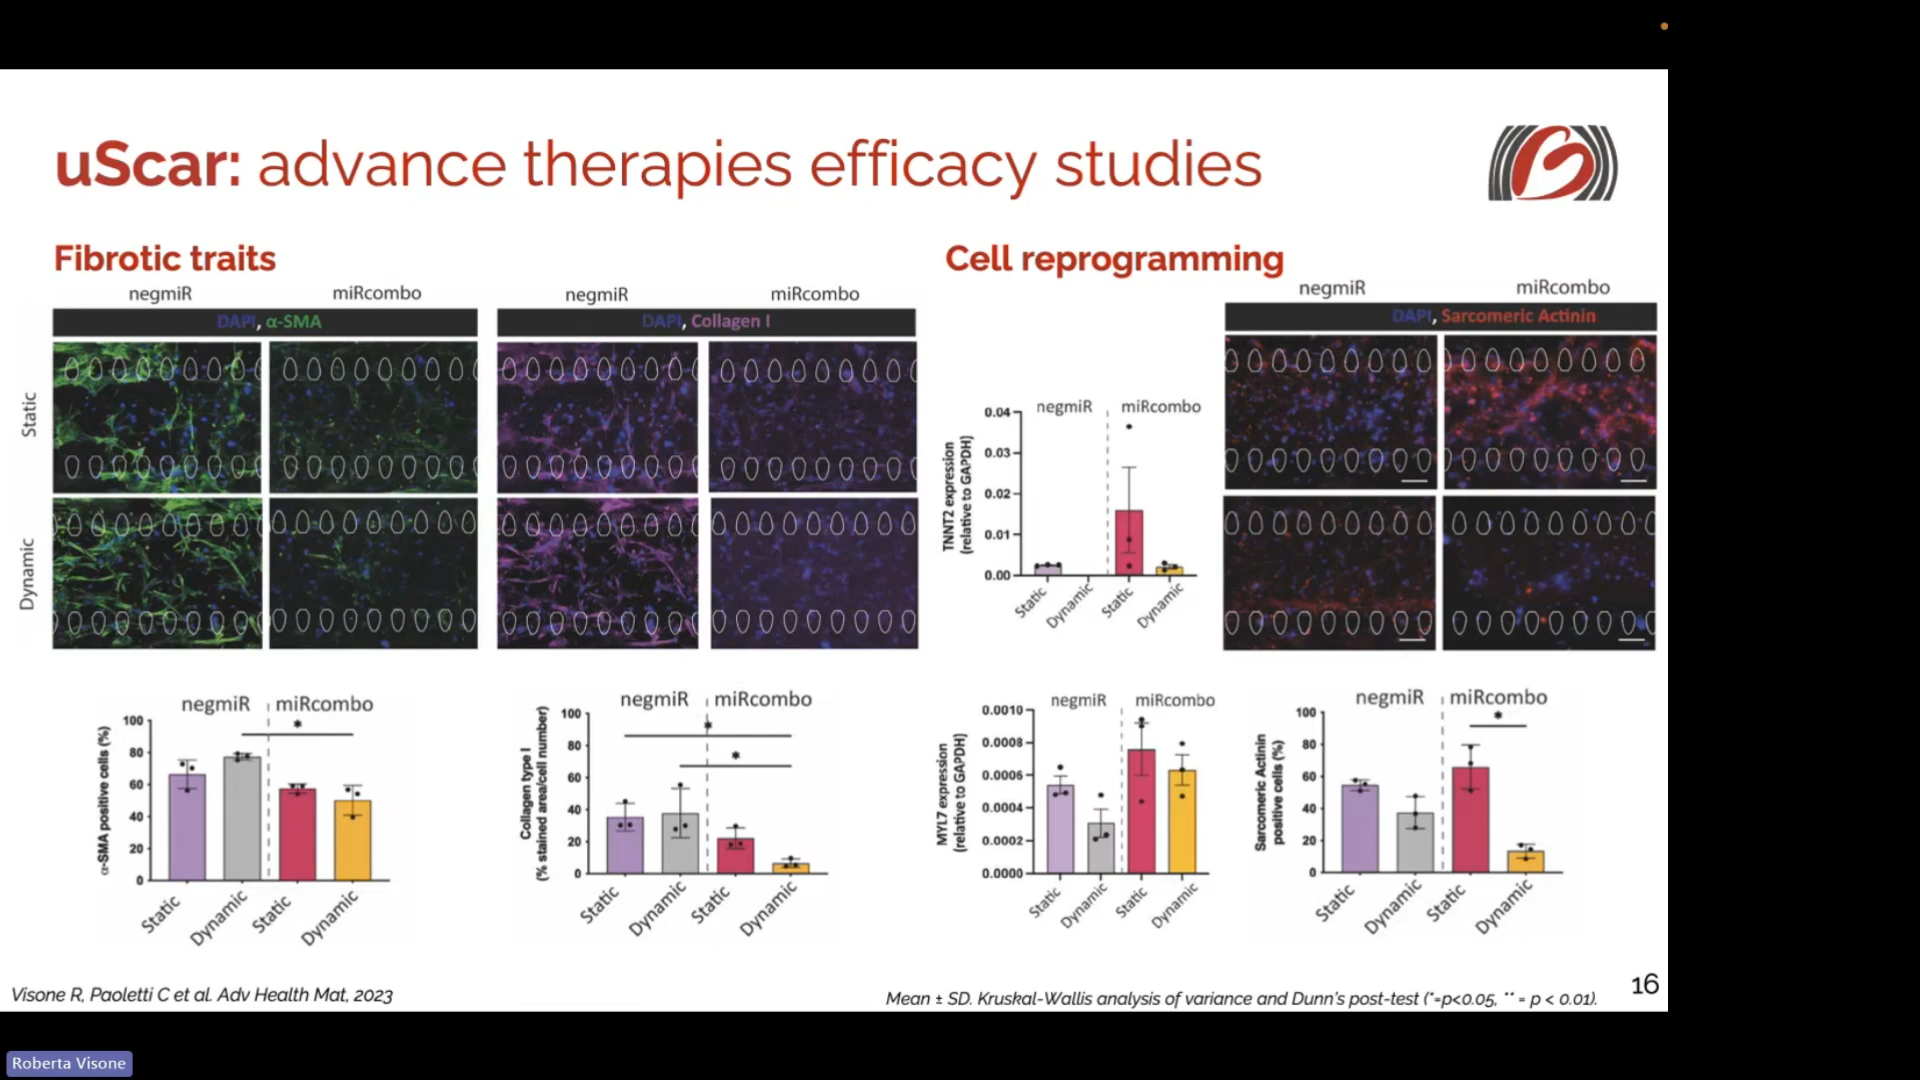 uScar: advance therapies efficacy studies
Fibrotic traits
negmiR miRcombo negmiR miRcombo
DAPI, α-SMA
DAPI, Collagen I
Static
Dynamic
negmiR miRcombo
*
α-SMA positive cells (%)
100
80
60
40
20
0
Static Dynamic Static Dynamic
negmiR miRcombo
*
*
Collagen type I
(% stained area/cell number)
100
80
60
40
20
0
Static Dynamic Static Dynamic
Cell reprogramming
negmiR miRcombo
DAPI, Sarcomeric Actinin
negmiR miRcombo
TNNT2 expression
(relative to GAPDH)
0.04
0.03
0.02
0.01
0.00
Static Dynamic Static Dynamic
negmiR miRcombo
MYL7 expression
(relative to GAPDH)
0.0010
0.0008
0.0006
0.0004
0.0002
0.0000
Static Dynamic Static Dynamic
negmiR miRcombo
*
Sarcomeric Actinin
positive cells (%)
100
80
60
40
20
0
Static Dynamic Static Dynamic
Visone R, Paoletti C et al. Adv Health Mat, 2023
Mean ± SD. Kruskal-Wallis analysis of variance and Dunn's post-test (*=p<0.05, ** = p < 0.01).
16
Roberta Visone